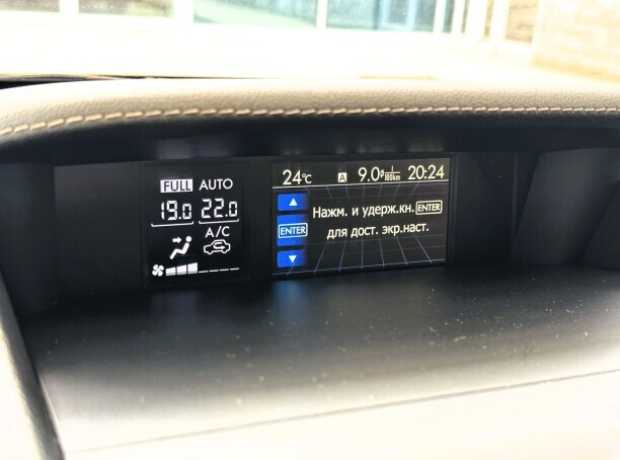 FULL AUTO
19.0 22.0
A/C
24°C A 9.0 l/100km 20:24
ENTER
Нажм. и удерж.кн. ENTER
для дост. экр.наст.